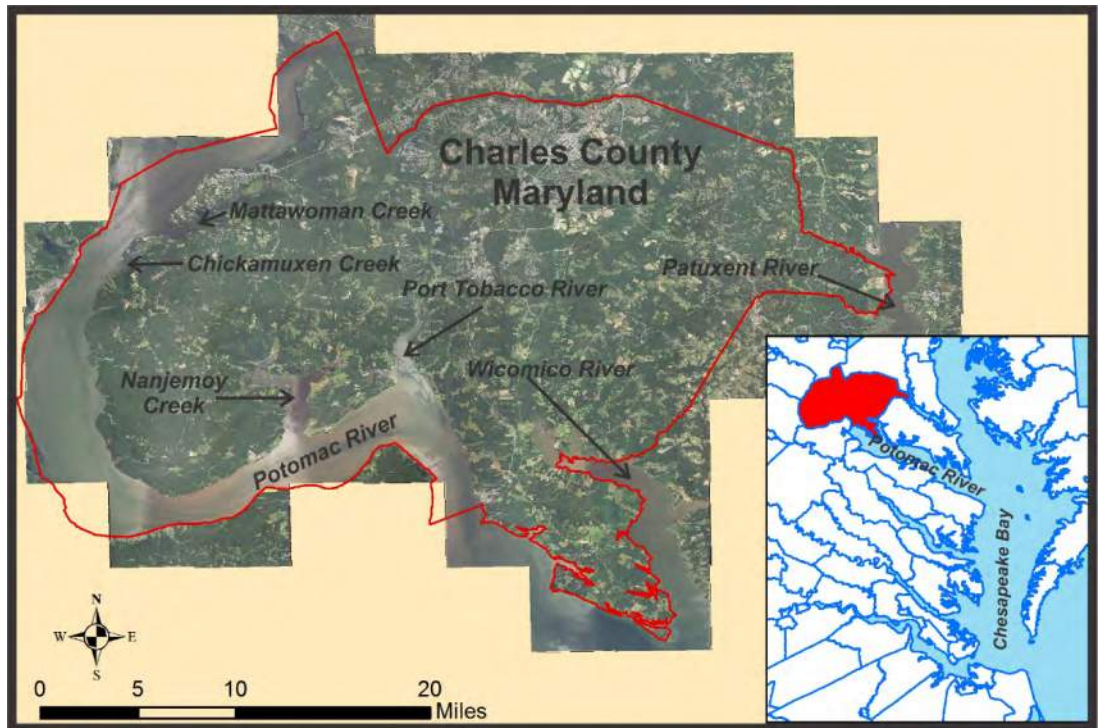 Charles County
Maryland
Mattawoman Creek
Chickamuxen Creek
Port Tobacco River
Patuxent River
Nanjemoy
Creek
Wicomico River
Potomac River
N
W E
S
0 5 10 20
Miles
Potomac River
Chesapeake Bay